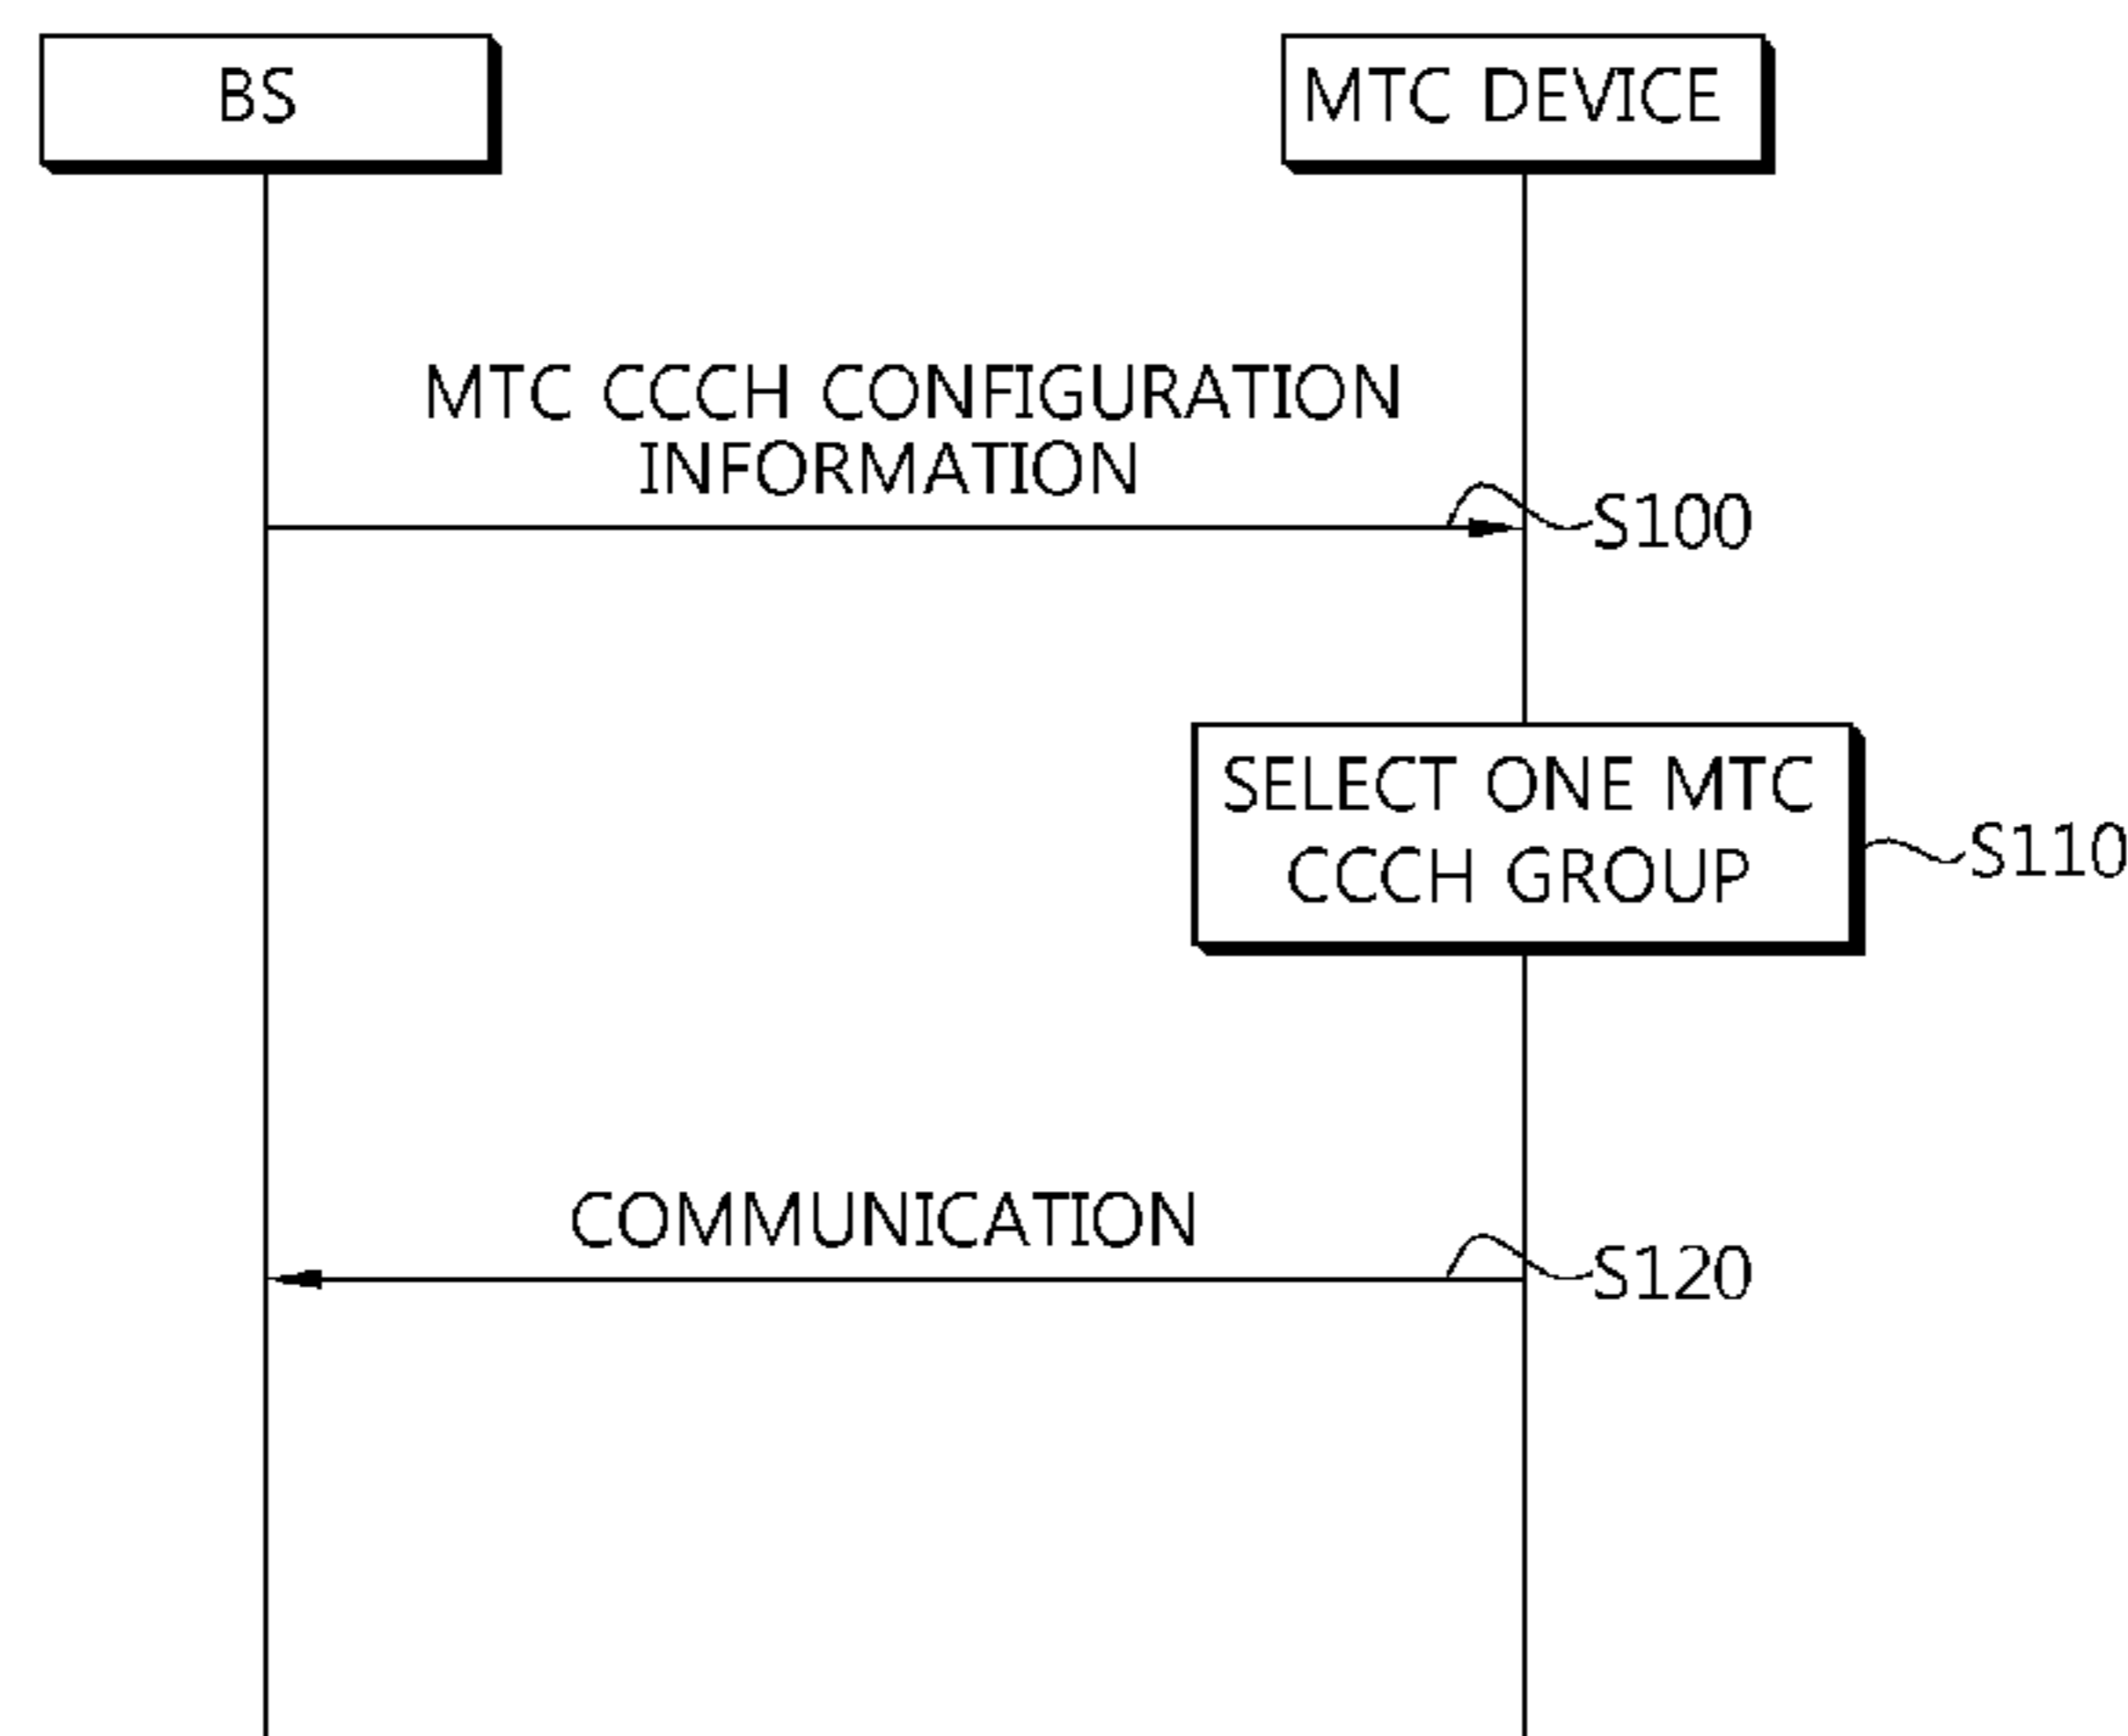 BS
MTC DEVICE
MTC CCCH CONFIGURATION
INFORMATION
S100
SELECT ONE MTC
CCCH GROUP
S110
COMMUNICATION
S120